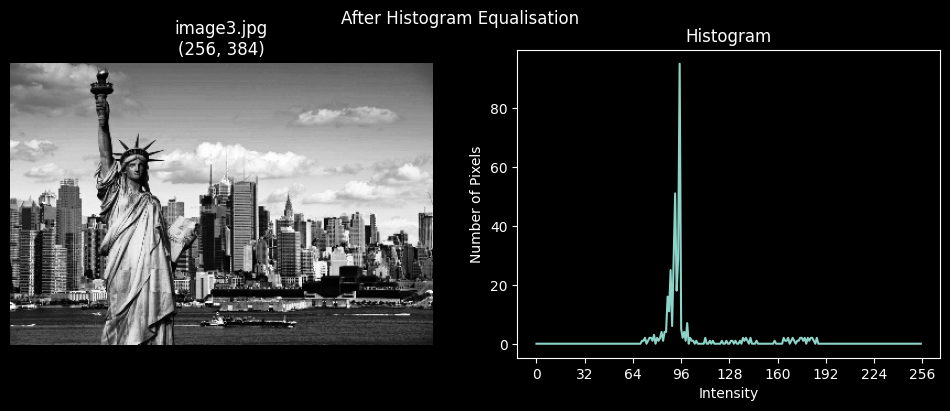 After Histogram Equalisation
image3.jpg
(256, 384)
Histogram
Number of Pixels
80
60
40
20
0
0 32 64 96 128 160 192 224 256
Intensity